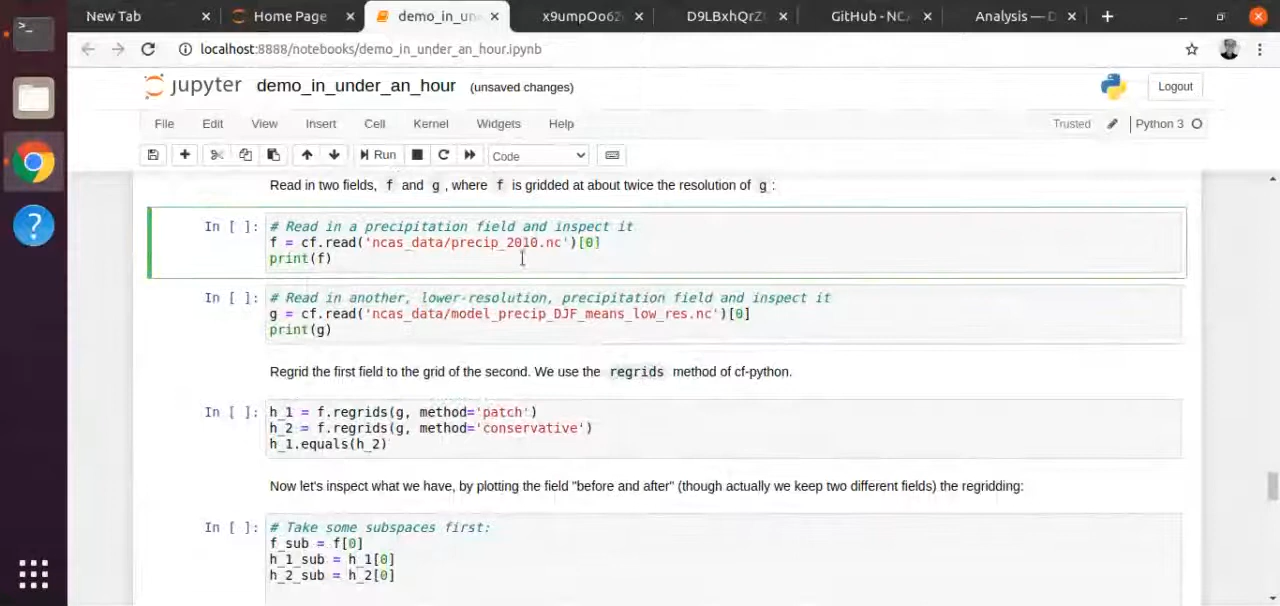 New Tab
Home Page
demo_in_un
x9umpOo62
D9LBxhQrZ
GitHub - NC
Analysis — D
localhost:8888/notebooks/demo_in_under_an_hour.ipynb
jupyter demo_in_under_an_hour (unsaved changes)
Logout
File Edit View Insert Cell Kernel Widgets Help
Trusted Python 3
Run Code
Read in two fields, f and g, where f is gridded at about twice the resolution of g:
In [ ]: # Read in a precipitation field and inspect it
f = cf.read('ncas_data/precip_2010.nc')[0]
print(f)
In [ ]: # Read in another, lower-resolution, precipitation field and inspect it
g = cf.read('ncas_data/model_precip_DJF_means_low_res.nc')[0]
print(g)
Regrid the first field to the grid of the second. We use the regrids method of cf-python.
In [ ]: h_1 = f.regrids(g, method='patch')
h_2 = f.regrids(g, method='conservative')
h_1.equals(h_2)
Now let's inspect what we have, by plotting the field "before and after" (though actually we keep two different fields) the regridding:
In [ ]: # Take some subspaces first:
f_sub = f[0]
h_1_sub = h_1[0]
h_2_sub = h_2[0]